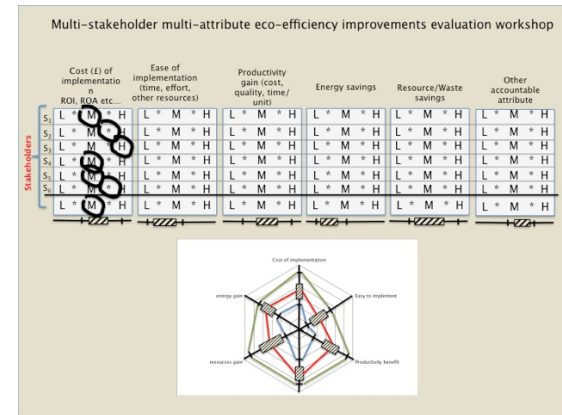 Multi-stakeholder multi-attribute eco-efficiency improvements evaluation workshop
Cost (£) of
implementatio
n
ROI, ROA etc...
Ease of
implementation
(time, effort,
other resources)
Productivity
gain (cost,
quality, time/
unit)
Energy savings
Resource/Waste
savings
Other
accountable
attribute
Stakeholders
S1 L * M * H L * M * H L * M * H L * M * H L * M * H L * M * H
S2 L * M * H L * M * H L * M * H L * M * H L * M * H L * M * H
S3 L * M * H L * M * H L * M * H L * M * H L * M * H L * M * H
S4 L * M * H L * M * H L * M * H L * M * H L * M * H L * M * H
S5 L * M * H L * M * H L * M * H L * M * H L * M * H L * M * H
S6 L * M * H L * M * H L * M * H L * M * H L * M * H L * M * H
L * M * H L * M * H L * M * H L * M * H L * M * H L * M * H
Cost of implementation
energy gain
Easy to implement
resources gain
Productivity benefit